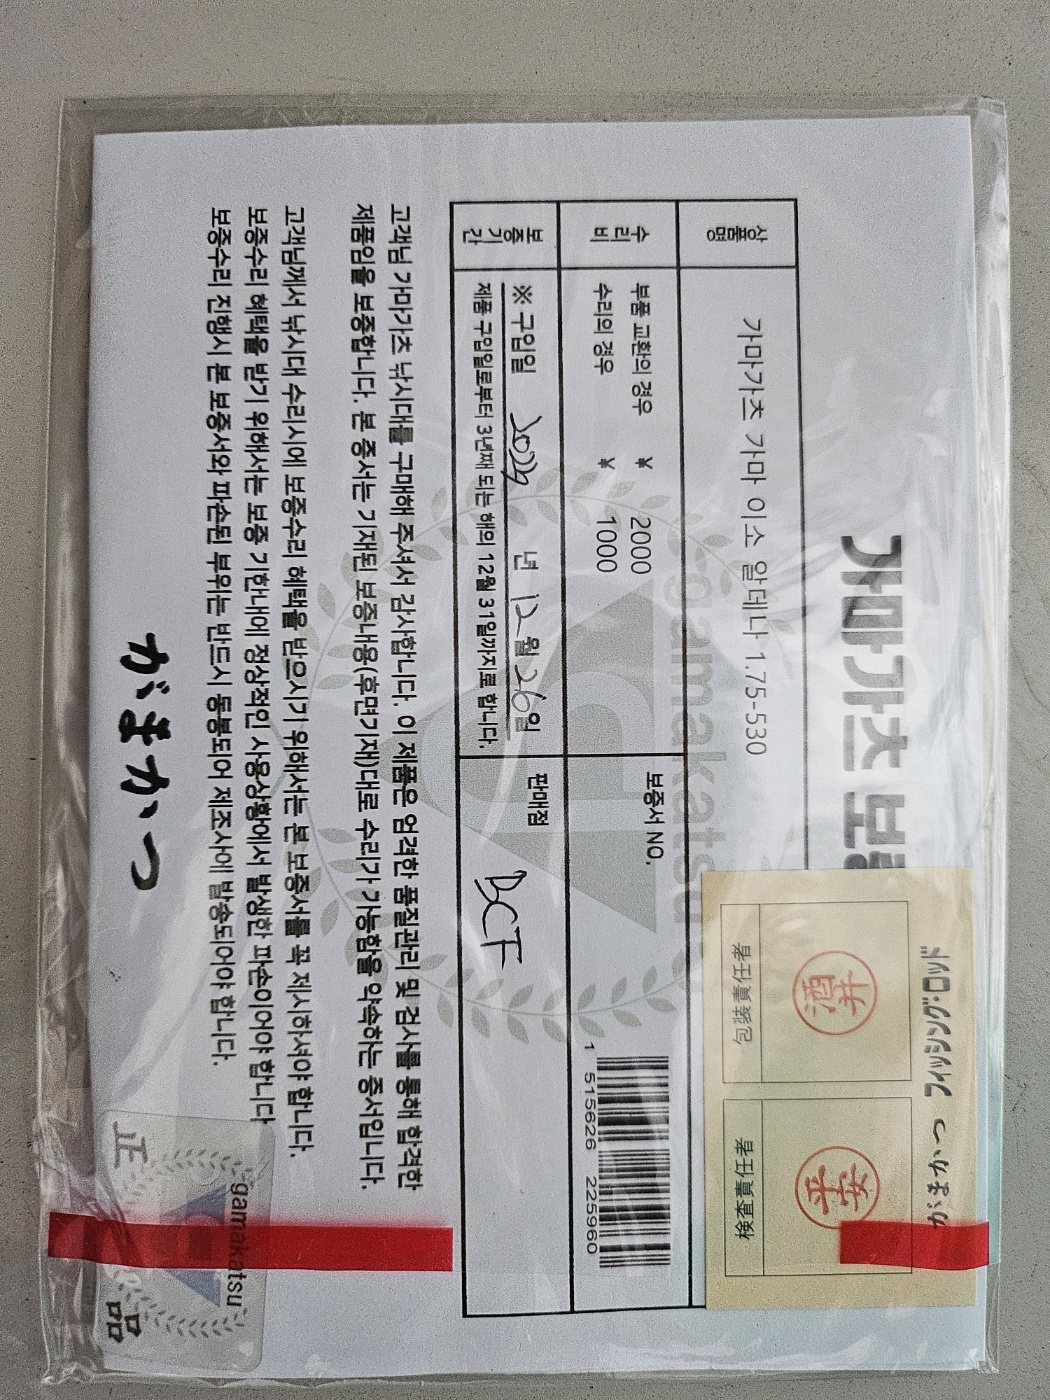 가마가츠 보증
상품명
가마가츠 가마 이소 알데나 1.75-530
수리비
부품 교환의 경우 ¥ 2000
수리의 경우 ¥ 1000
보증서 NO.
1 515626 225960
보증기간
※ 구입일 2024 년 12 월 26 일
제품 구입일로부터 3년째 되는 해의 12월 31일까지로 합니다.
판매점
BCF
고객님 가마가츠 낚시대를 구매해 주셔서 감사합니다. 이 제품은 엄격한 품질관리 및 검사를 통해 합격한
제품임을 보증합니다. 본 증서는 기재된 보증내용(후면기재)대로 수리가 가능함을 약속하는 증서입니다.
고객님께서 낚시대 수리시에 보증수리 혜택을 받으시기 위해서는 본 보증서를 꼭 제시하셔야 합니다.
보증수리 혜택을 받기 위해서는 보증 기한내에 정상적인 사용상황에서 발생한 파손이어야 합니다
보증수리 진행시 본 보증서와 파손된 부위는 반드시 동봉되어 제조사에 발송되어야 합니다.
がまかつ
gamakatsu
がまかつ フィッシング・ロッド
包装責任者
酒井
検査責任者
平安
正
gamakatsu
品